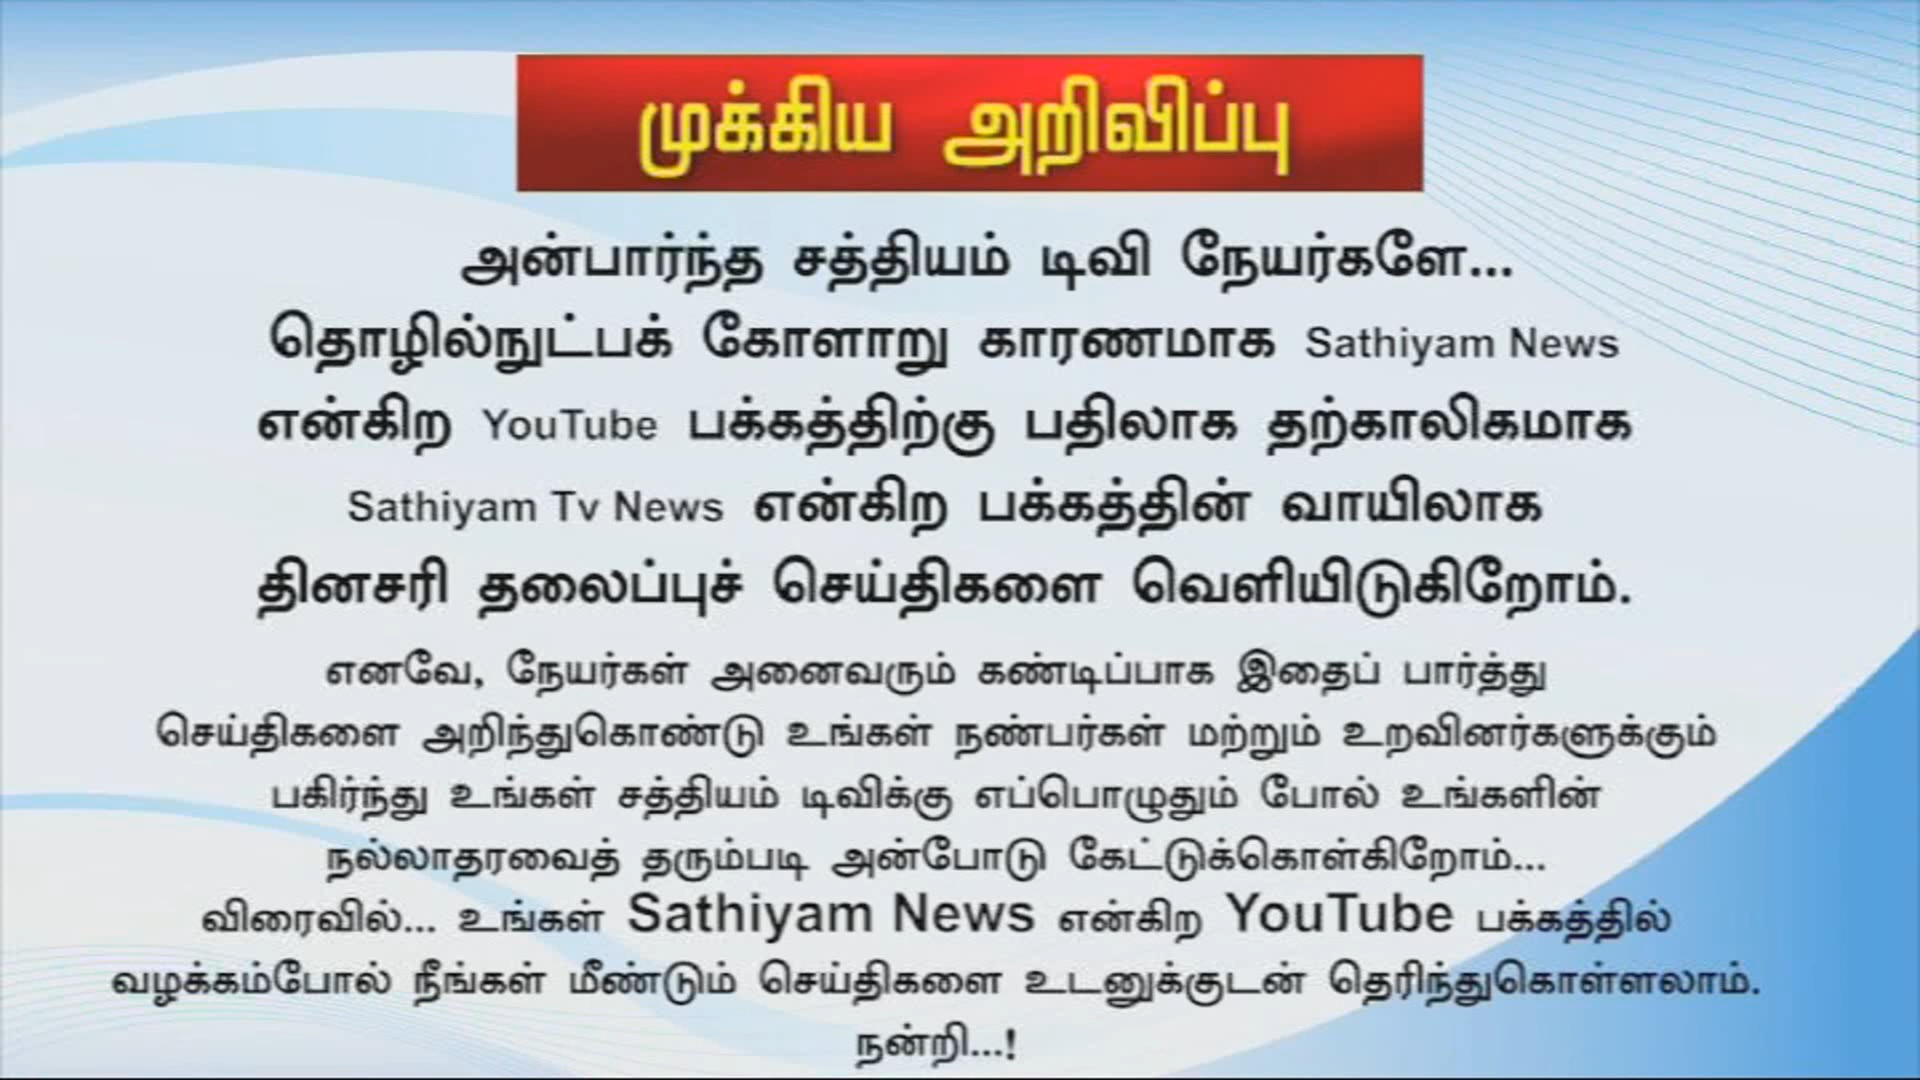 முக்கிய அறிவிப்பு
அன்பார்ந்த சத்தியம் டிவி நேயர்களே...
தொழில்நுட்பக் கோளாறு காரணமாக Sathiyam News
என்கிற YouTube பக்கத்திற்கு பதிலாக தற்காலிகமாக
Sathiyam Tv News என்கிற பக்கத்தின் வாயிலாக
தினசரி தலைப்புச் செய்திகளை வெளியிடுகிறோம்.
எனவே, நேயர்கள் அனைவரும் கண்டிப்பாக இதைப் பார்த்து
செய்திகளை அறிந்துகொண்டு உங்கள் நண்பர்கள் மற்றும் உறவினர்களுக்கும்
பகிர்ந்து உங்கள் சத்தியம் டிவிக்கு எப்பொழுதும் போல் உங்களின்
நல்லாதரவைத் தரும்படி அன்போடு கேட்டுக்கொள்கிறோம்...
விரைவில்... உங்கள் Sathiyam News என்கிற YouTube பக்கத்தில்
வழக்கம்போல் நீங்கள் மீண்டும் செய்திகளை உடனுக்குடன் தெரிந்துகொள்ளலாம்.
நன்றி...!